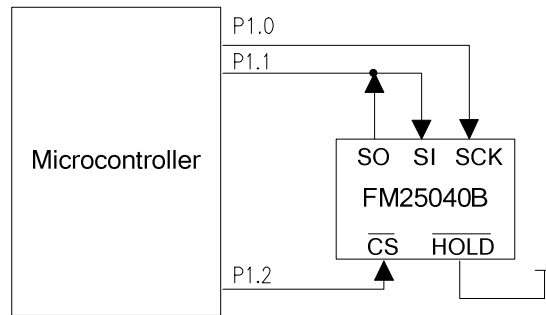 P1.0
P1.1
Microcontroller
SO SI SCK
FM25040B
CS HOLD
P1.2